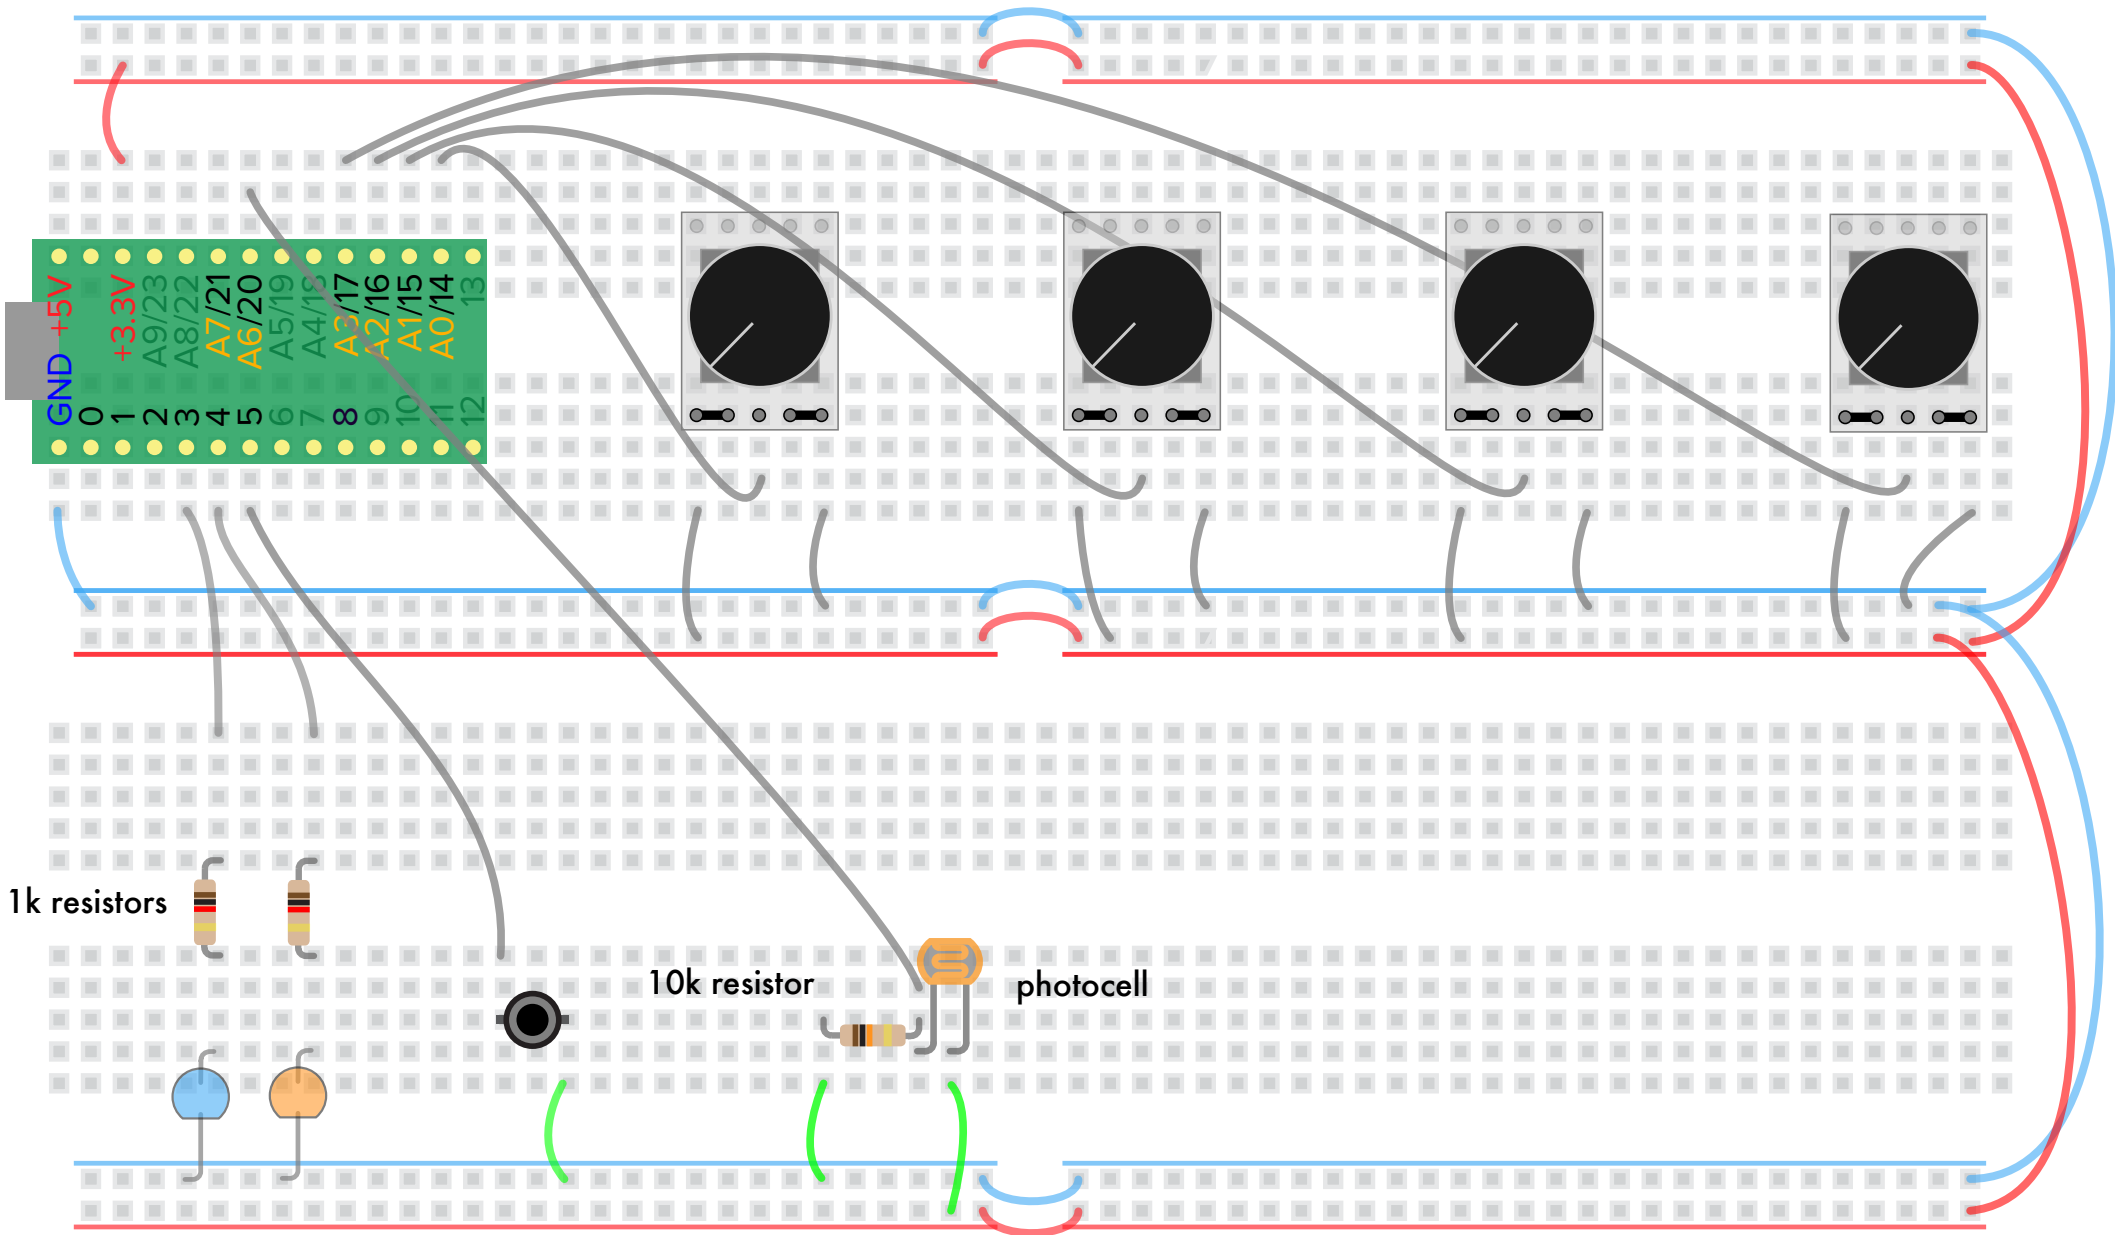 GND +5V
0
1 +3.3V
2 A9/23
3 A8/22
4 A7/21
5 A6/20
6 A5/19
7 A4/18
8 A3/17
9 A2/16
10 A1/15
11 A0/14
12 13
1k resistors
10k resistor
photocell